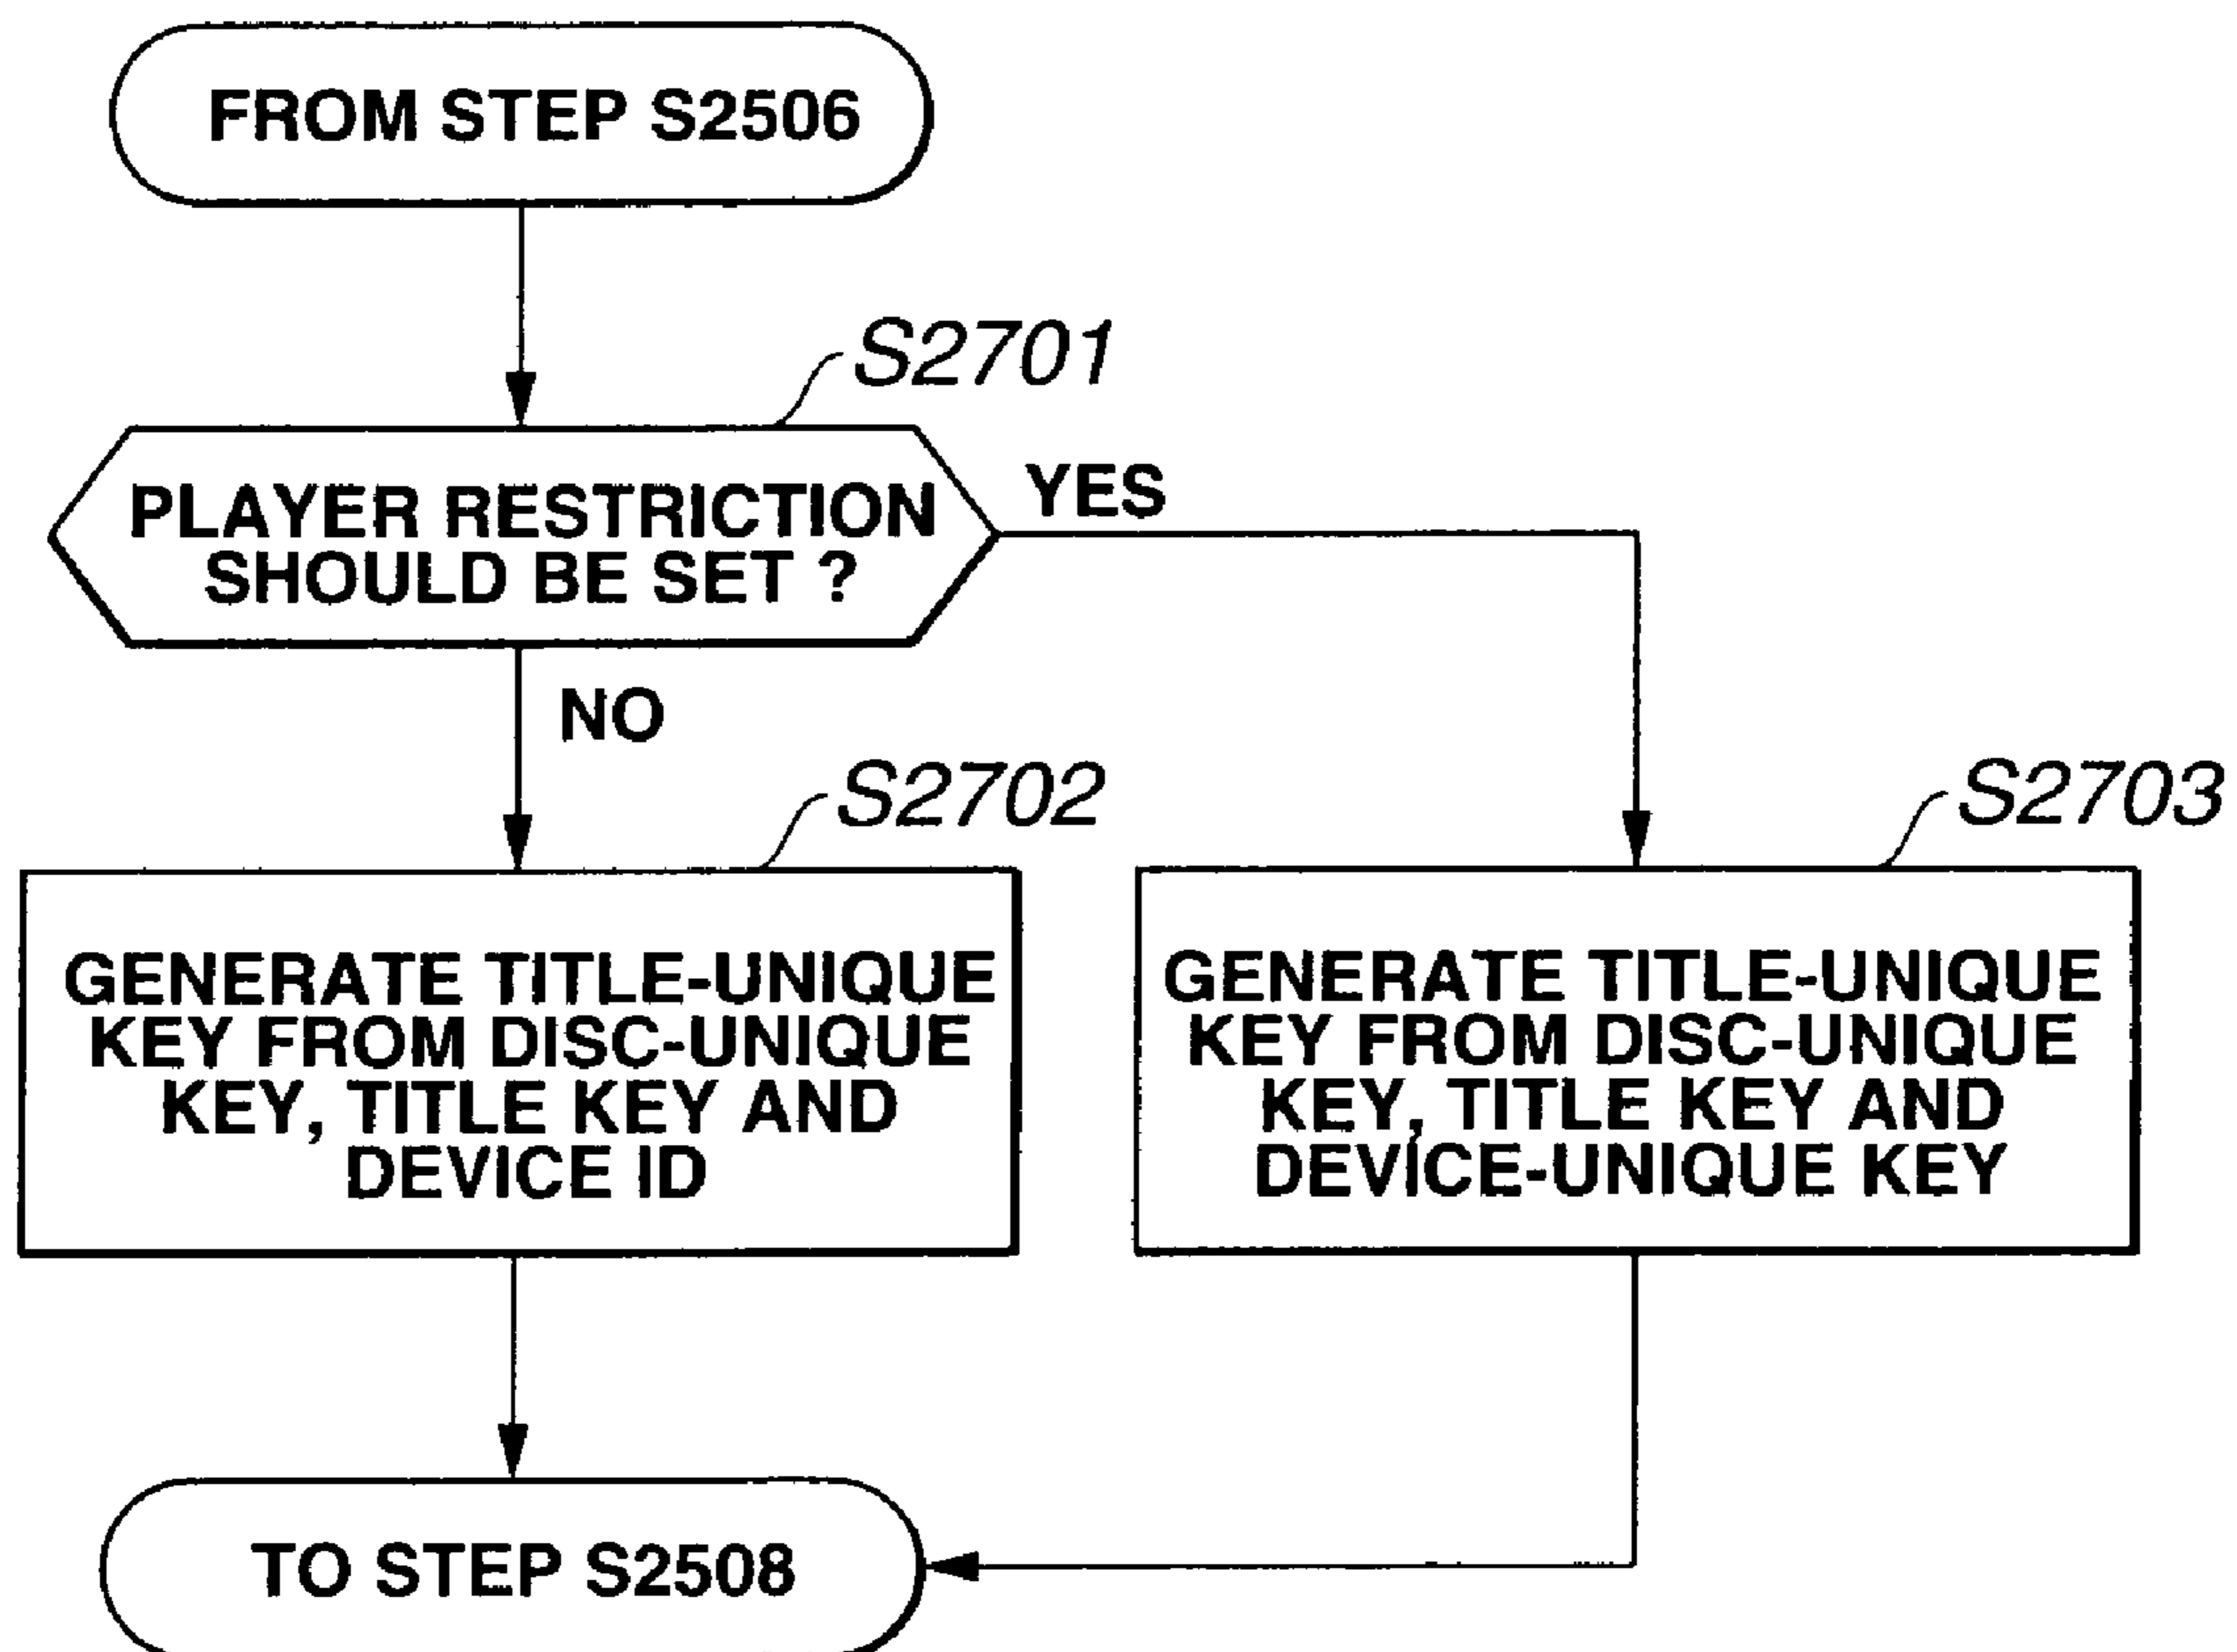 FROM STEP S2506
S2701
PLAYER RESTRICTION
SHOULD BE SET ?
YES
NO
S2702
GENERATE TITLE-UNIQUE
KEY FROM DISC-UNIQUE
KEY, TITLE KEY AND
DEVICE ID
S2703
GENERATE TITLE-UNIQUE
KEY FROM DISC-UNIQUE
KEY, TITLE KEY AND
DEVICE-UNIQUE KEY
TO STEP S2508